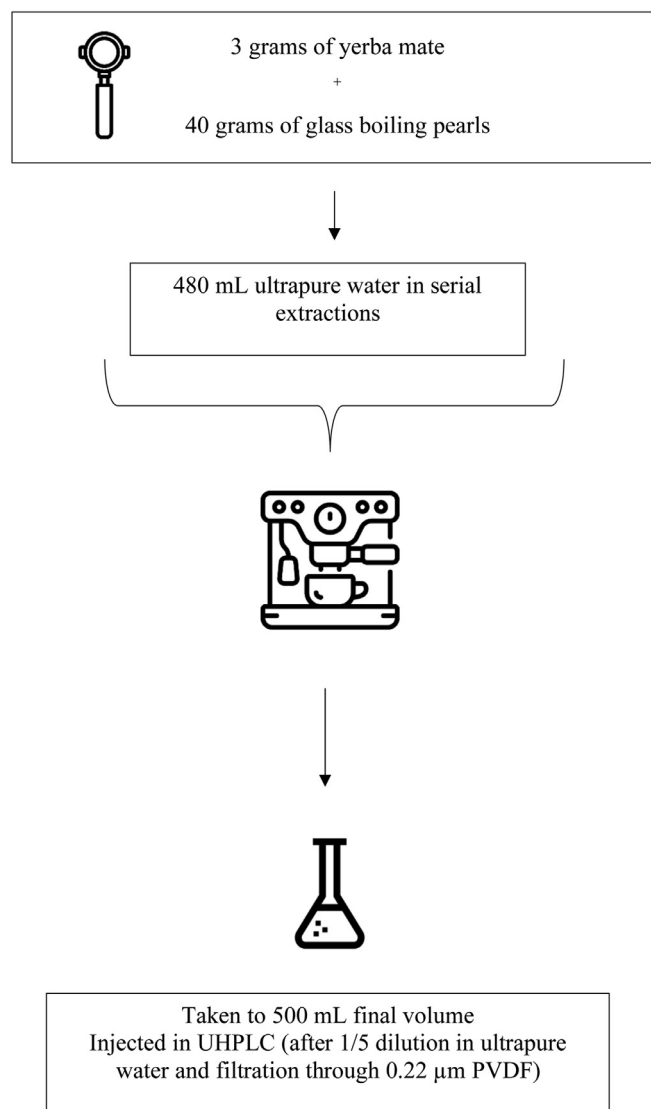 3 grams of yerba mate
+
40 grams of glass boiling pearls
480 mL ultrapure water in serial
extractions
Taken to 500 mL final volume
Injected in UHPLC (after 1/5 dilution in ultrapure
water and filtration through 0.22 µm PVDF)